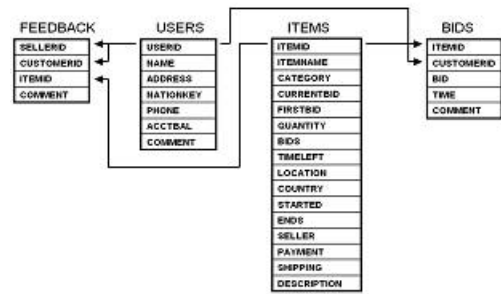 FEEDBACK
SELLERID
CUSTOMERID
ITEMID
COMMENT
USERS
USERID
NAME
ADDRESS
NATIONKEY
PHONE
ACCTBAL
COMMENT
ITEMS
ITEMID
ITEMNAME
CATEGORY
CURRENTBID
FIRSTBID
QUANTITY
BIDS
TIMELEFT
LOCATION
COUNTRY
STARTED
ENDS
SELLER
PAYMENT
SHIPPING
DESCRIPTION
BIDS
ITEMID
CUSTOMERID
BID
TIME
COMMENT